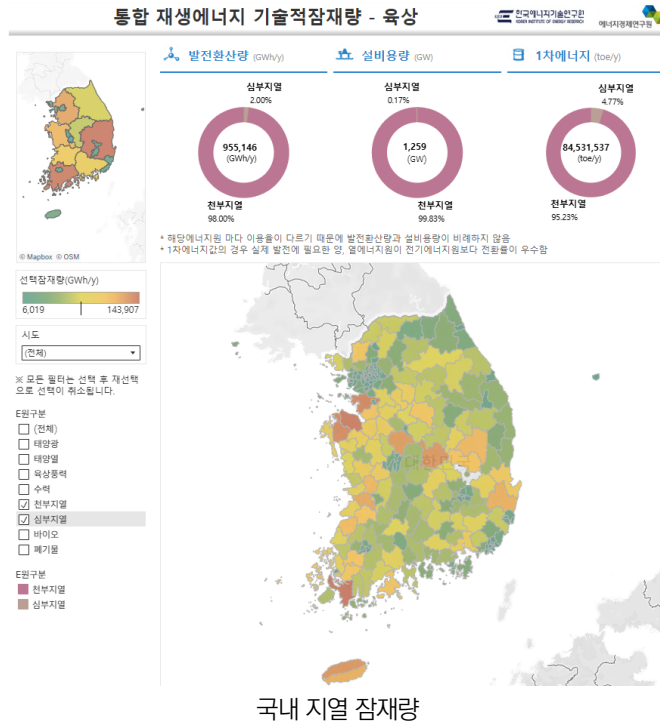 통합 재생에너지 기술적잠재량 - 육상
한국에너지기술연구원
KOREA INSTITUTE OF ENERGY RESEARCH
에너지경제연구원
발전환산량 (GWh/y)
설비용량 (GW)
1차에너지 (toe/y)
심부지열
2.00%
955,146
(GWh/y)
천부지열
98.00%
심부지열
0.17%
1,259
(GW)
천부지열
99.83%
심부지열
4.77%
84,531,537
(toe/y)
천부지열
95.23%
* 해당에너지원 마다 이용률이 다르기 때문에 발전환산량과 설비용량이 비례하지 않음
* 1차에너지값의 경우 실제 발전에 필요한 양, 열에너지원이 전기에너지원보다 전환률이 우수함
© Mapbox © OSM
선택잠재량(GWh/y)
6,019 143,907
시도
(전체)
※ 모든 필터는 선택 후 재선택
으로 선택이 취소됩니다.
E원구분
(전체)
태양광
태양열
육상풍력
수력
천부지열
심부지열
바이오
폐기물
E원구분
천부지열
심부지열
대한민국
국내 지열 잠재량